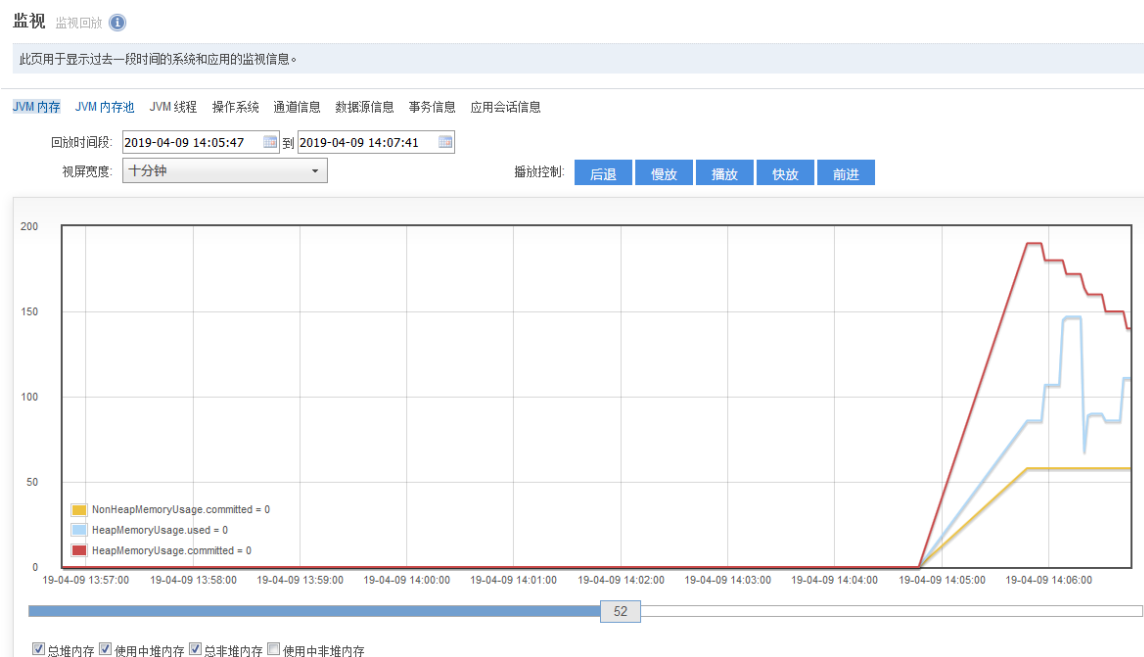 监视 监视回放
此页用于显示过去一段时间的系统和应用的监视信息。
JVM 内存 JVM 内存池 JVM 线程 操作系统 通道信息 数据源信息 事务信息 应用会话信息
回放时间段: 2019-04-09 14:05:47 到 2019-04-09 14:07:41
视屏宽度: 十分钟 播放控制: 后退 慢放 播放 快放 前进
200
150
100
50
NonHeapMemoryUsage.committed = 0
HeapMemoryUsage.used = 0
HeapMemoryUsage.committed = 0
0
19-04-09 13:57:00 19-04-09 13:58:00 19-04-09 13:59:00 19-04-09 14:00:00 19-04-09 14:01:00 19-04-09 14:02:00 19-04-09 14:03:00 19-04-09 14:04:00 19-04-09 14:05:00 19-04-09 14:06:00
52
总堆内存 使用中堆内存 总非堆内存 使用中非堆内存